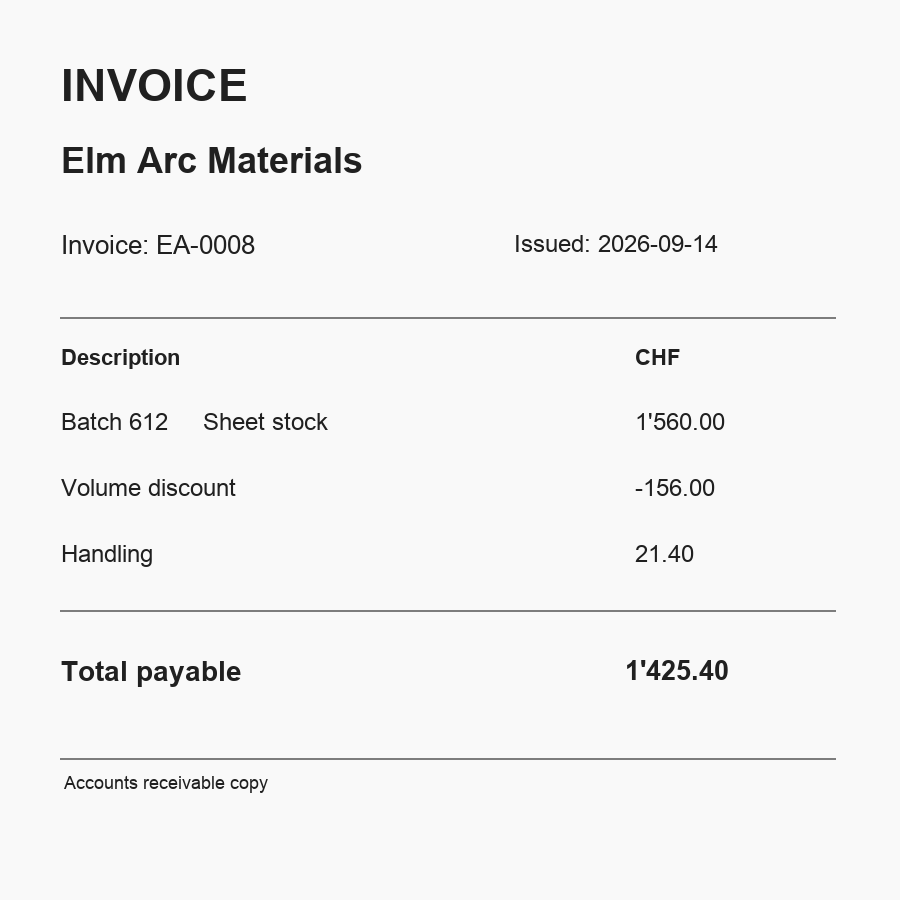 INVOICE
Elm Arc Materials
Invoice: EA-0008 Issued: 2026-09-14
Description CHF
Batch 612 Sheet stock 1'560.00
Volume discount -156.00
Handling 21.40
Total payable 1'425.40
Accounts receivable copy